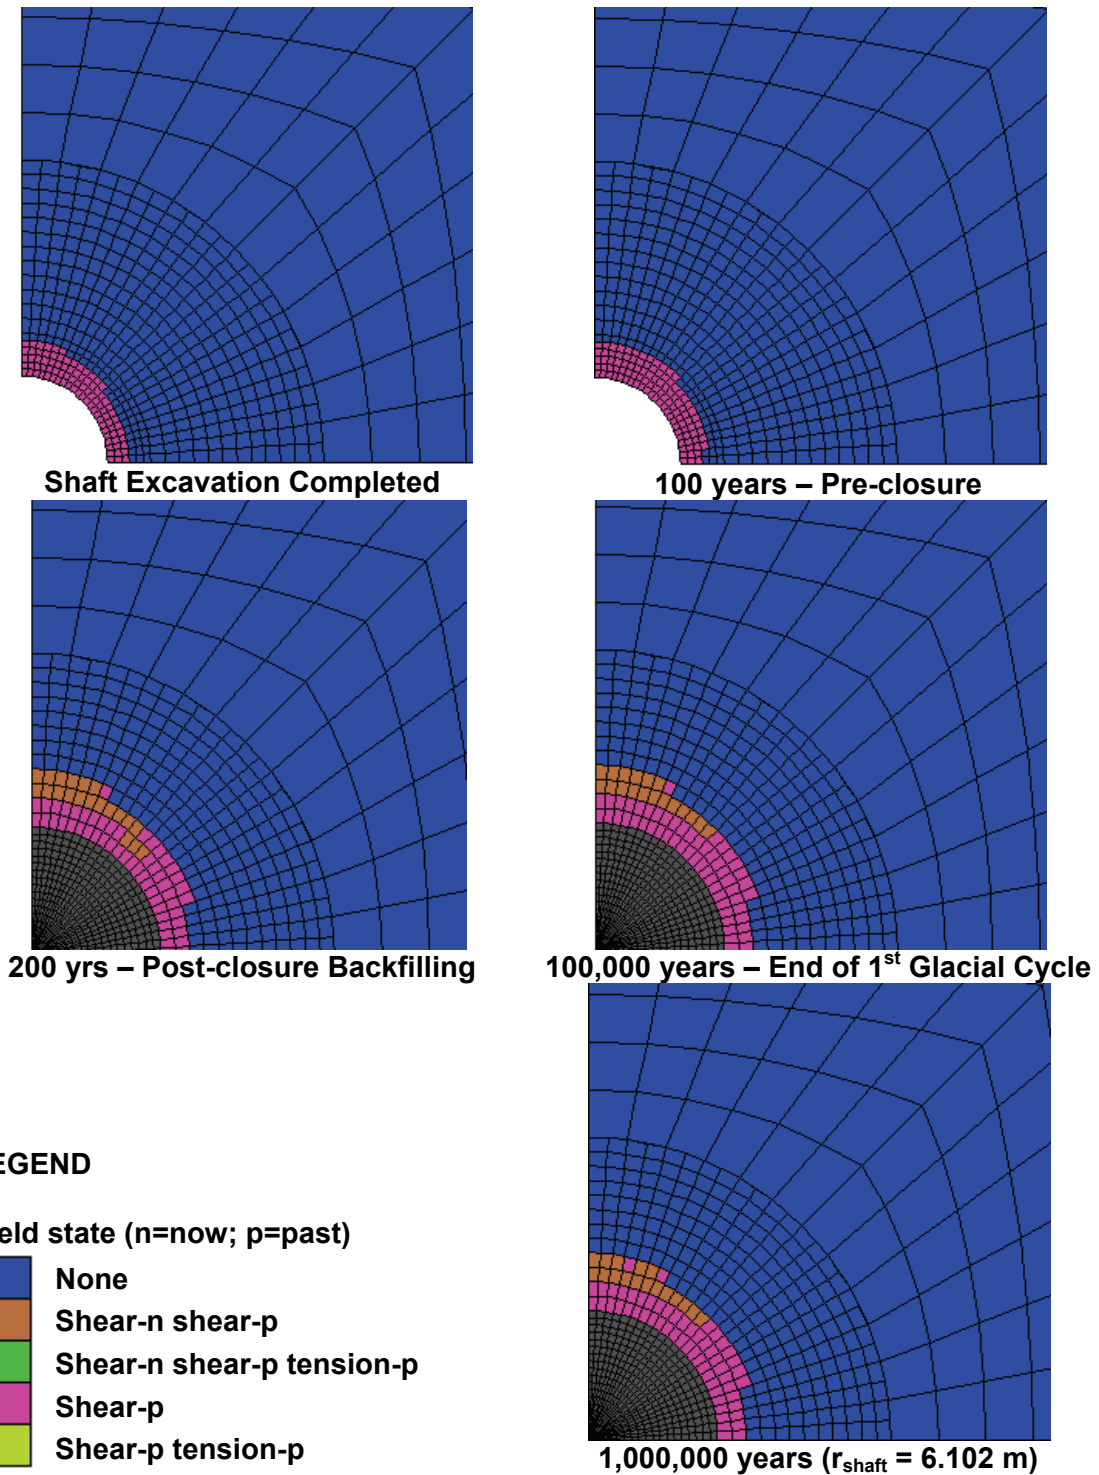 Shaft Excavation Completed
100 years – Pre-closure
200 yrs – Post-closure Backfilling
100,000 years – End of 1st Glacial Cycle
EGEND
eld state (n=now; p=past)
None
Shear-n shear-p
Shear-n shear-p tension-p
Shear-p
Shear-p tension-p
1,000,000 years (rshaft = 6.102 m)